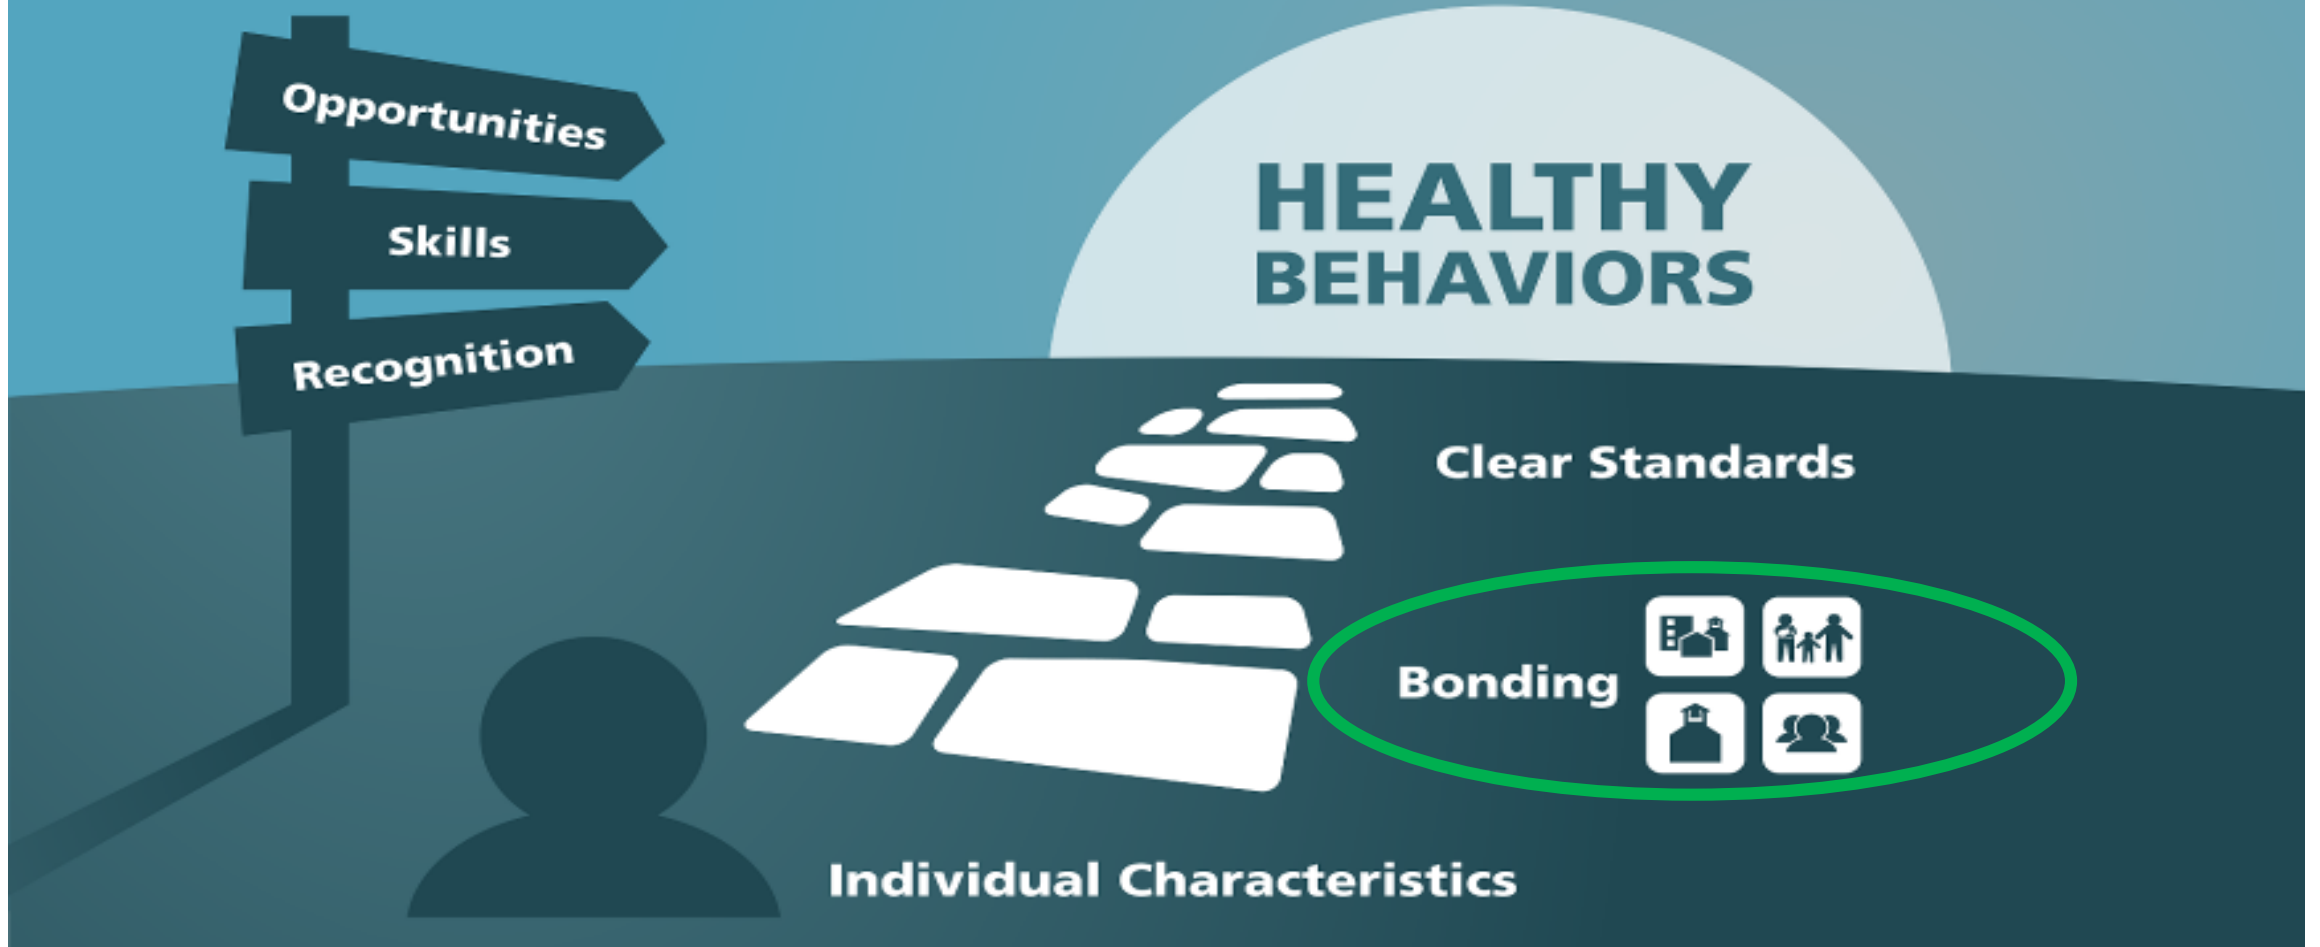 Opportunities
Skills
Recognition
HEALTHY
BEHAVIORS
Clear Standards
Bonding
Individual Characteristics